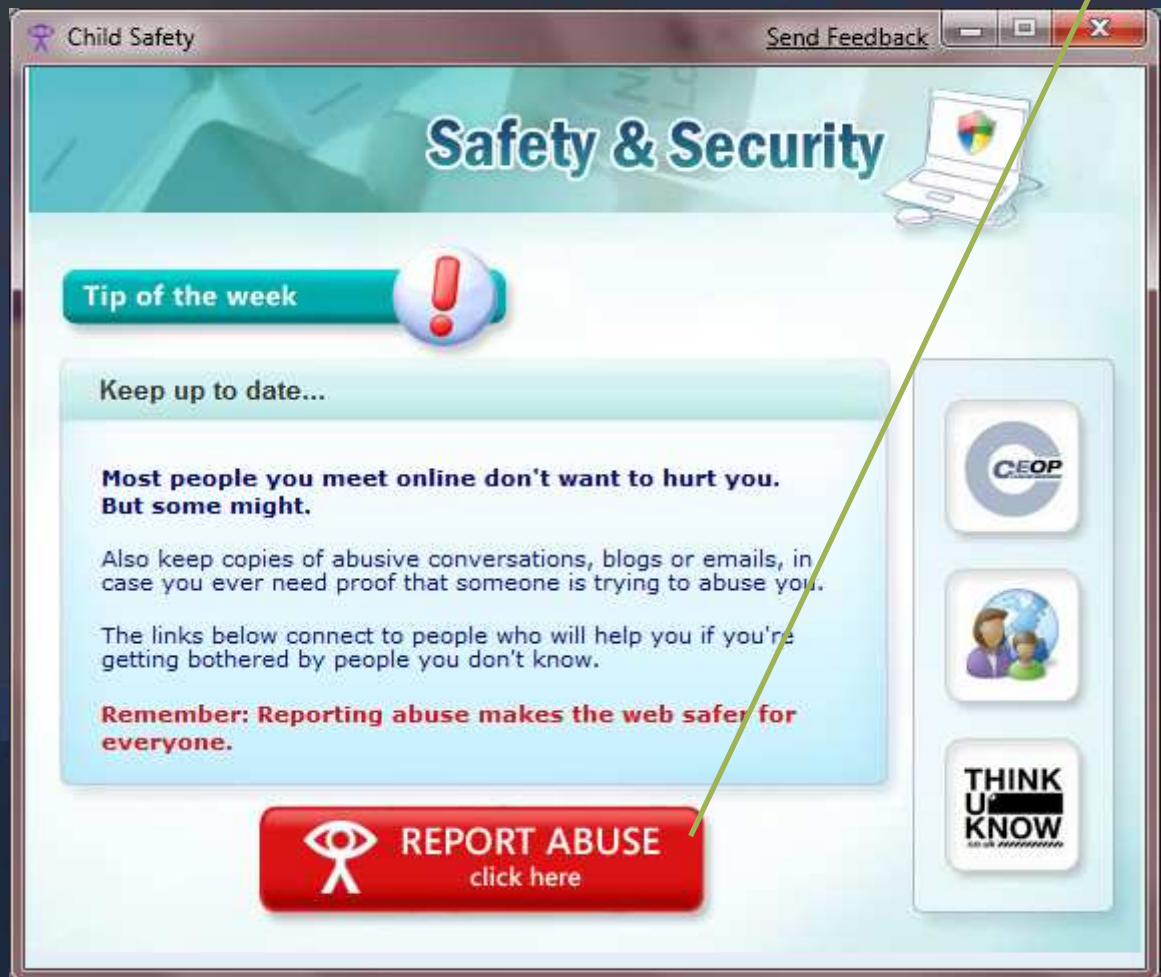 Child Safety
Send Feedback
Safety & Security
Tip of the week
Keep up to date...
Most people you meet online don't want to hurt you.
But some might.
Also keep copies of abusive conversations, blogs or emails, in
case you ever need proof that someone is trying to abuse you.
The links below connect to people who will help you if you're
getting bothered by people you don't know.
Remember: Reporting abuse makes the web safer for
everyone.
REPORT ABUSE
click here
CEOP
THINK
U
KNOW
.co.uk